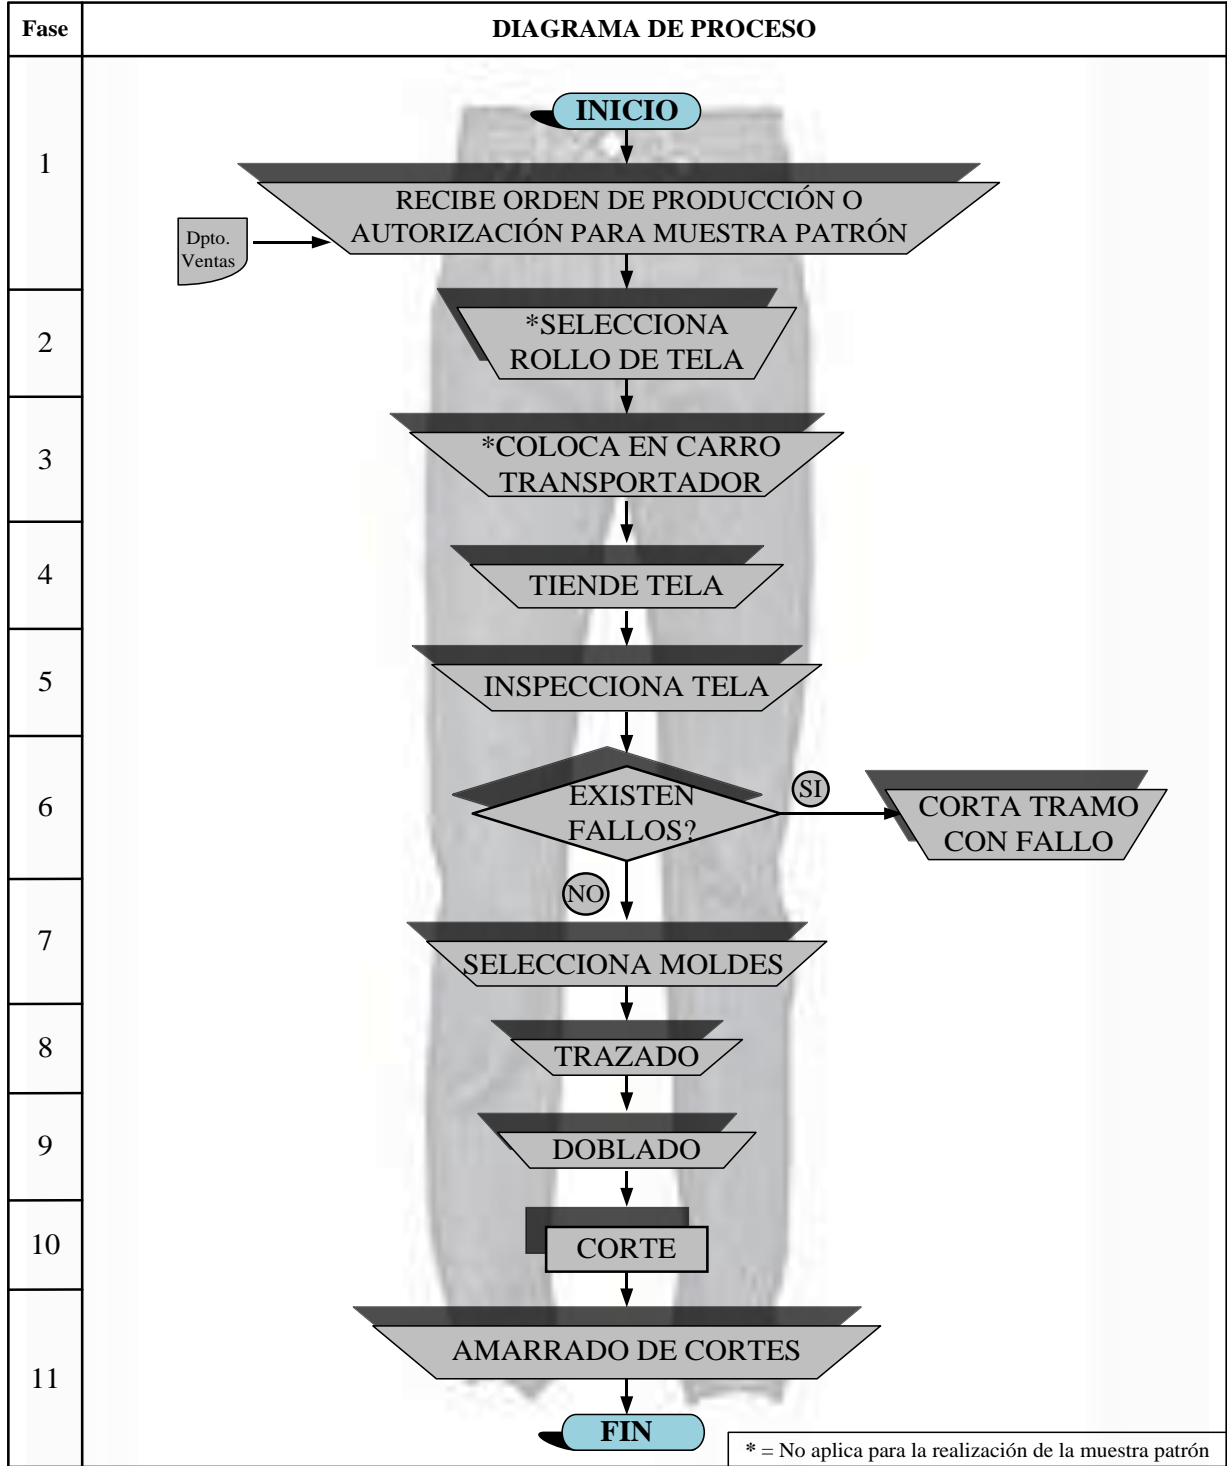 Fase
DIAGRAMA DE PROCESO
INICIO
1
RECIBE ORDEN DE PRODUCCIÓN O
AUTORIZACIÓN PARA MUESTRA PATRÓN
Dpto.
Ventas
2
*SELECCIONA
ROLLO DE TELA
3
*COLOCA EN CARRO
TRANSPORTADOR
4
TIENDE TELA
5
INSPECCIONA TELA
6
EXISTEN
FALLOS?
SI
CORTA TRAMO
CON FALLO
NO
7
SELECCIONA MOLDES
8
TRAZADO
9
DOBLADO
10
CORTE
11
AMARRADO DE CORTES
FIN
* = No aplica para la realización de la muestra patrón